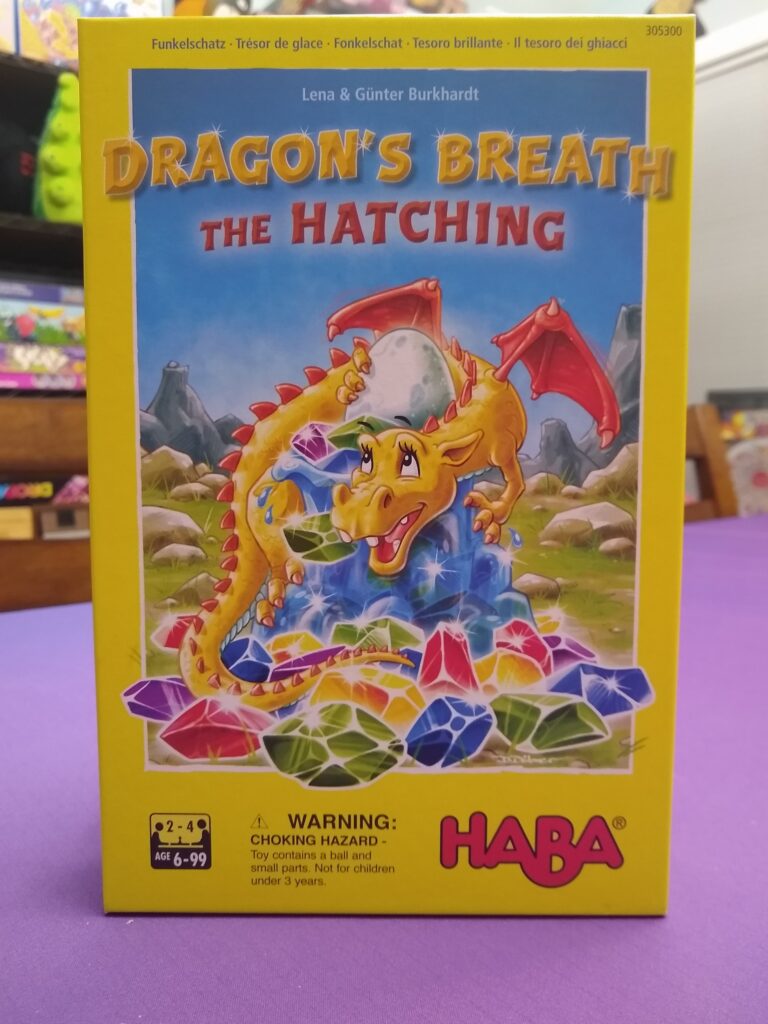 305300
Funkelschatz · Trésor de glace · Fonkelschat · Tesoro brillante · Il tesoro dei ghiacci
Lena & Günter Burkhardt
DRAGON'S BREATH
THE HATCHING
2 - 4
AGE 6-99
⚠ WARNING:
CHOKING HAZARD -
Toy contains a ball and
small parts. Not for children
under 3 years.
HABA®